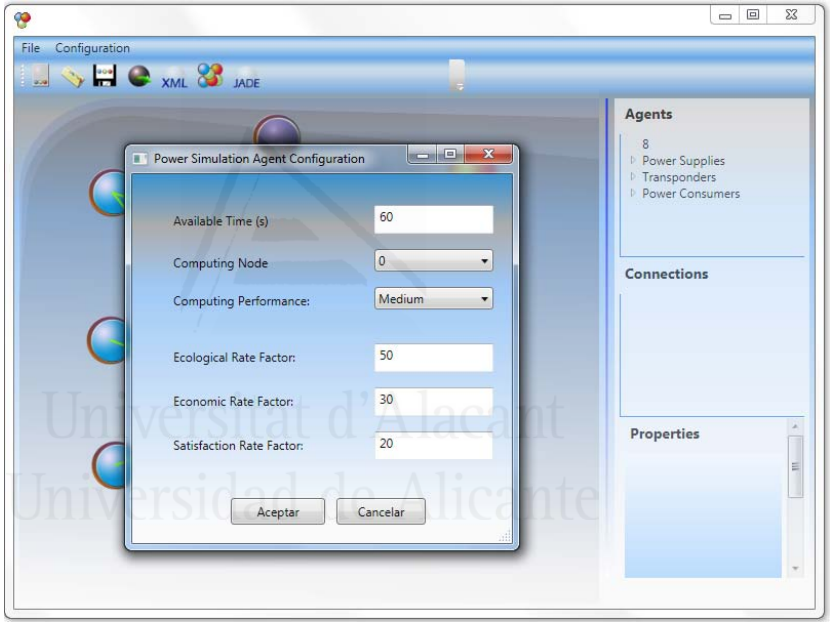 File Configuration
XML JADE
Agents
8
Power Supplies
Transponders
Power Consumers
Connections
Properties
Power Simulation Agent Configuration
Available Time (s) 60
Computing Node 0
Computing Performance: Medium
Ecological Rate Factor: 50
Economic Rate Factor: 30
Satisfaction Rate Factor: 20
Aceptar Cancelar
Universitat d'Alacant
Universidad de Alicante